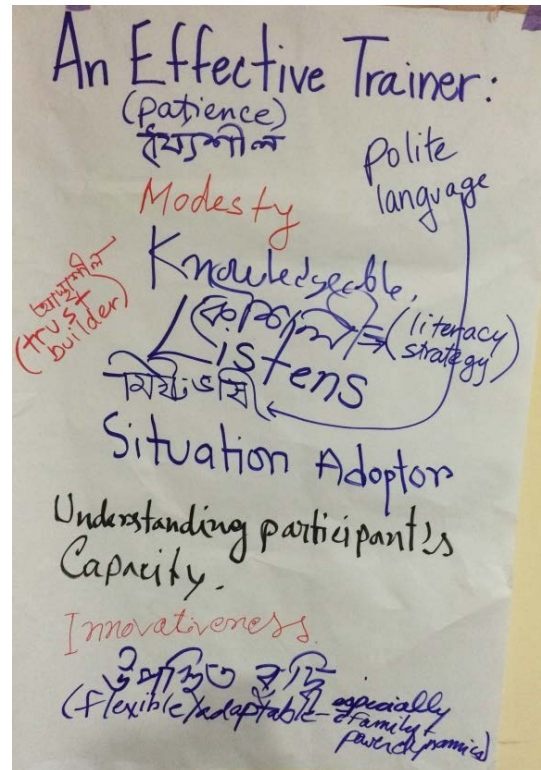 An Effective Trainer:
(patience)
ধৈর্য্যশীল
Polite
language
Modesty
Knowledgeable,
(trust
builder)
(literacy
strategy)
Listens
Situation Adoptor
Understanding participant's
Capacity.
Innovativeness.
(flexible/adaptable - especially
family +
power dynamics)